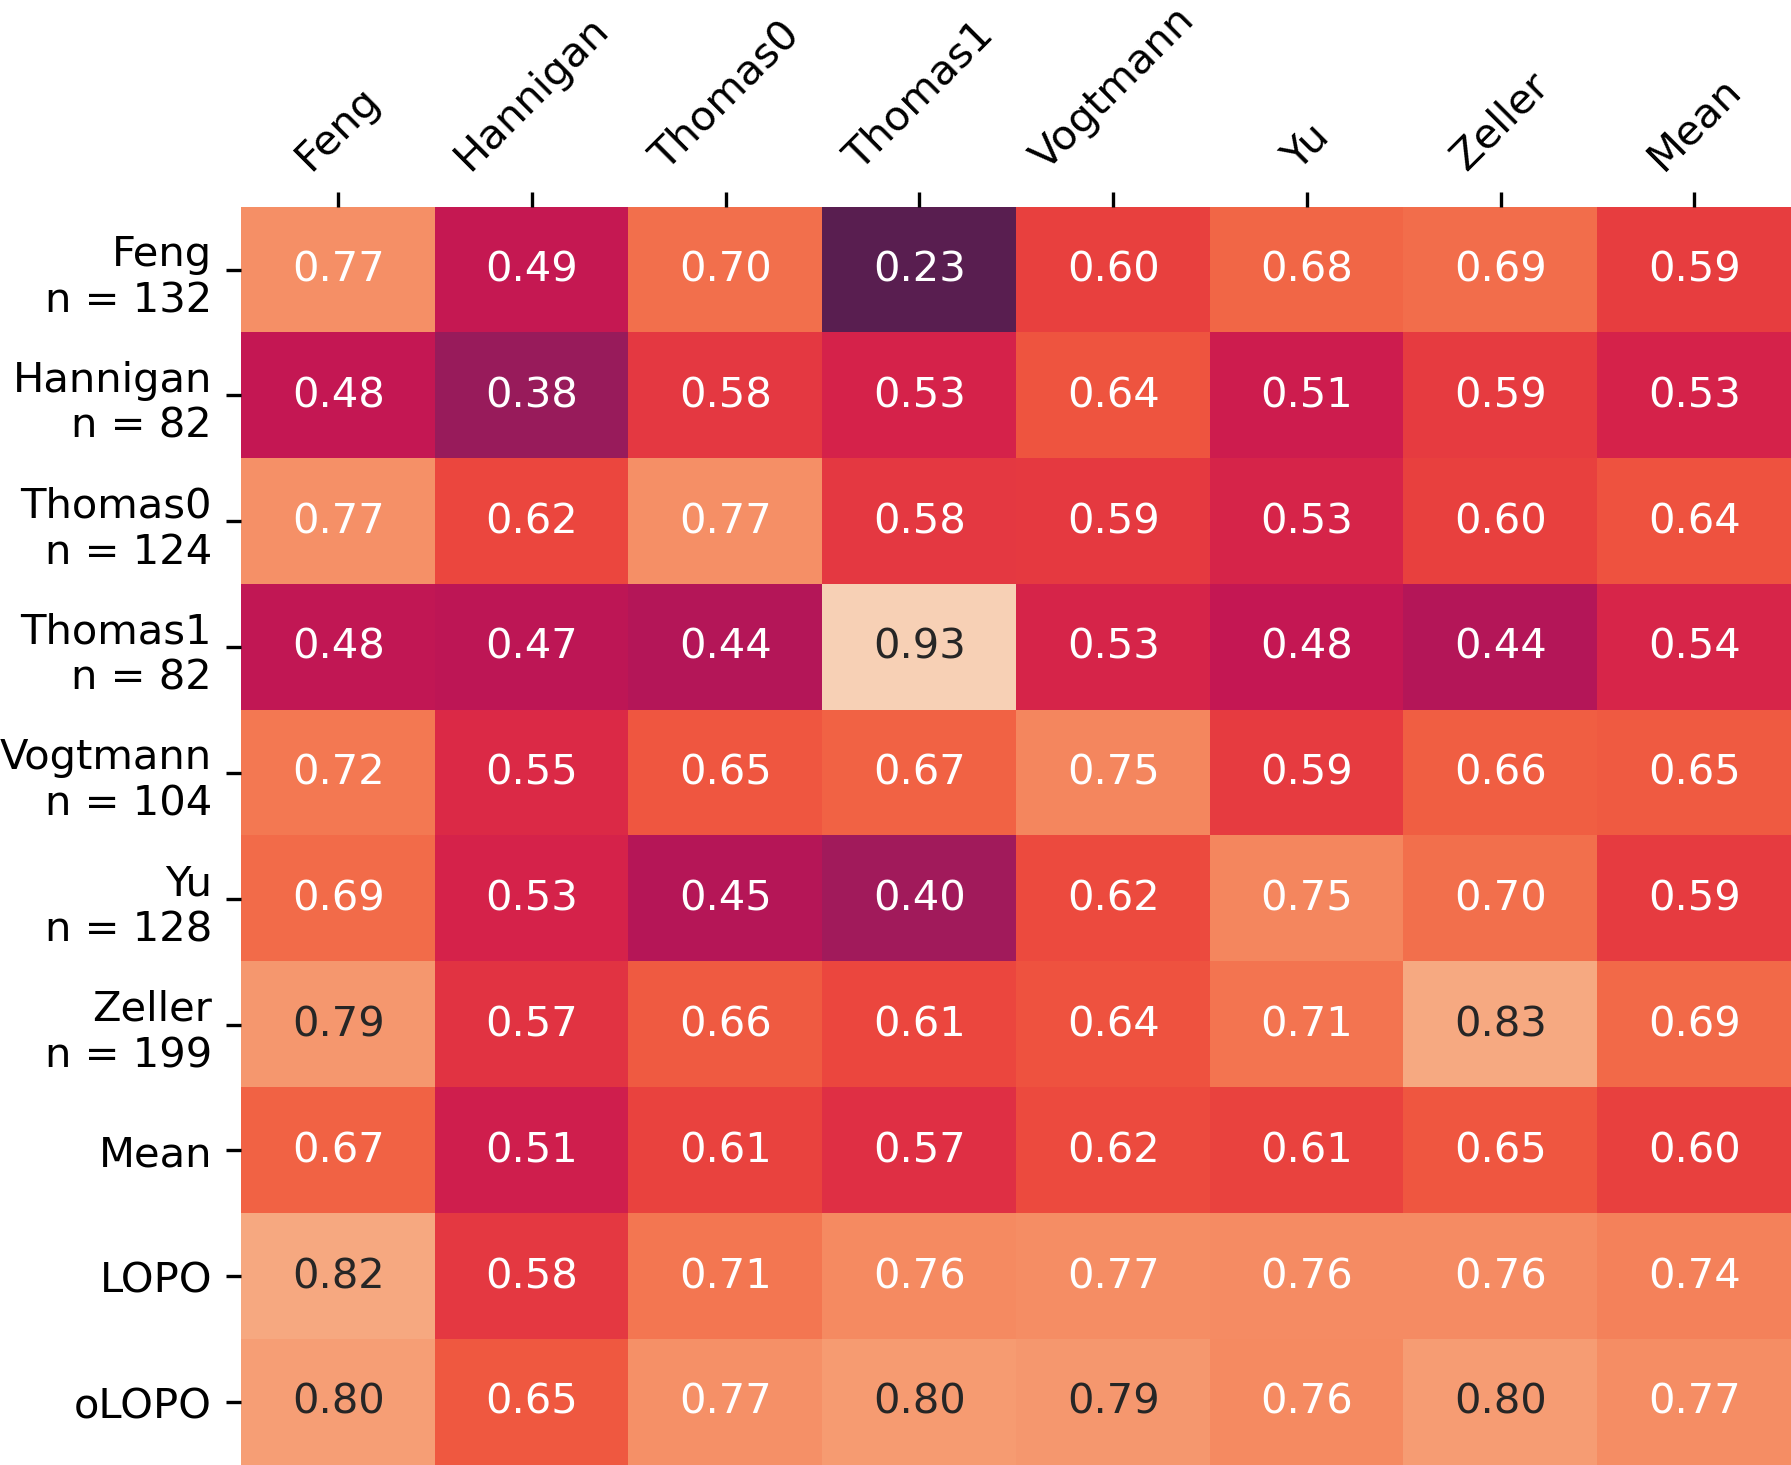 Feng Hannigan Thomas0 Thomas1 Vogtmann Yu Zeller Mean
Feng
n = 132
0.77 0.49 0.70 0.23 0.60 0.68 0.69 0.59
Hannigan
n = 82
0.48 0.38 0.58 0.53 0.64 0.51 0.59 0.53
Thomas0
n = 124
0.77 0.62 0.77 0.58 0.59 0.53 0.60 0.64
Thomas1
n = 82
0.48 0.47 0.44 0.93 0.53 0.48 0.44 0.54
Vogtmann
n = 104
0.72 0.55 0.65 0.67 0.75 0.59 0.66 0.65
Yu
n = 128
0.69 0.53 0.45 0.40 0.62 0.75 0.70 0.59
Zeller
n = 199
0.79 0.57 0.66 0.61 0.64 0.71 0.83 0.69
Mean 0.67 0.51 0.61 0.57 0.62 0.61 0.65 0.60
LOPO 0.82 0.58 0.71 0.76 0.77 0.76 0.76 0.74
oLOPO 0.80 0.65 0.77 0.80 0.79 0.76 0.80 0.77